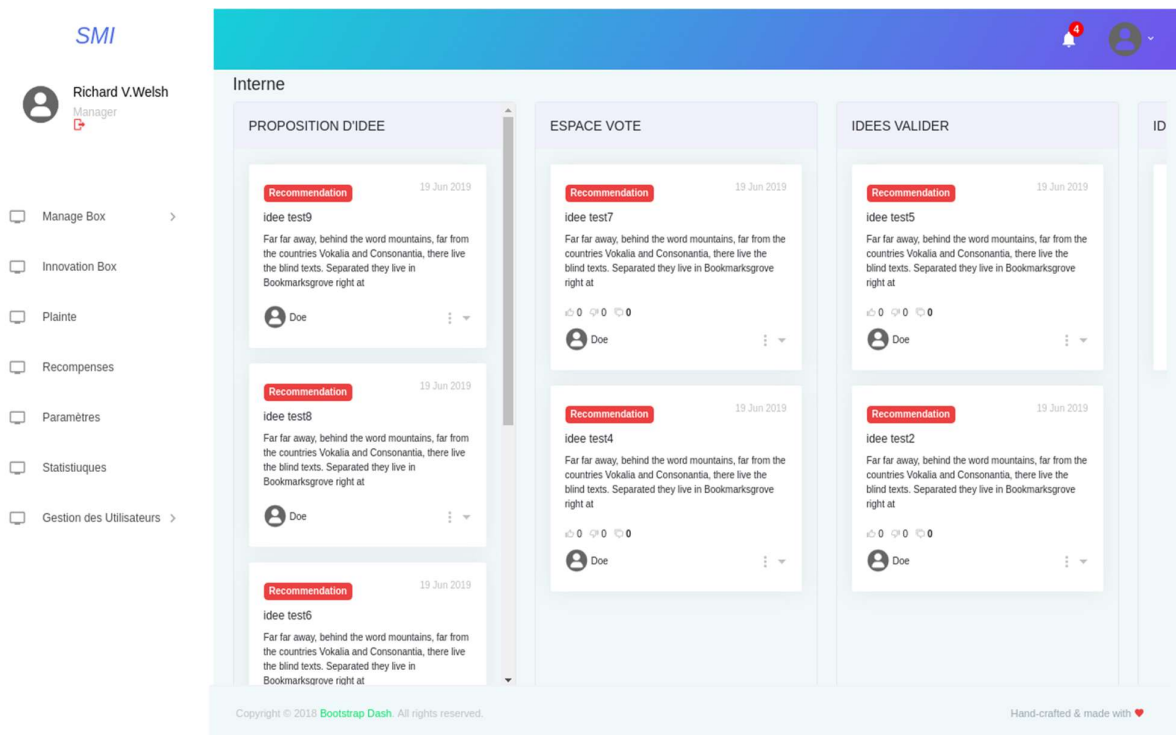 SMI
4
Richard V.Welsh
Manager
Manage Box
Innovation Box
Plainte
Recompenses
Paramètres
Statistiuques
Gestion des Utilisateurs
Interne
PROPOSITION D'IDEE
Recommendation
19 Jun 2019
idee test9
Far far away, behind the word mountains, far from
the countries Vokalia and Consonantia, there live
the blind texts. Separated they live in
Bookmarksgrove right at
Doe
Recommendation
19 Jun 2019
idee test8
Far far away, behind the word mountains, far from
the countries Vokalia and Consonantia, there live
the blind texts. Separated they live in
Bookmarksgrove right at
Doe
Recommendation
19 Jun 2019
idee test6
Far far away, behind the word mountains, far from
the countries Vokalia and Consonantia, there live
the blind texts. Separated they live in
Bookmarksgrove right at
ESPACE VOTE
Recommendation
19 Jun 2019
idee test7
Far far away, behind the word mountains, far from the
countries Vokalia and Consonantia, there live the
blind texts. Separated they live in Bookmarksgrove
right at
0 0 0
Doe
Recommendation
19 Jun 2019
idee test4
Far far away, behind the word mountains, far from the
countries Vokalia and Consonantia, there live the
blind texts. Separated they live in Bookmarksgrove
right at
0 0 0
Doe
IDEES VALIDER
Recommendation
19 Jun 2019
idee test5
Far far away, behind the word mountains, far from the
countries Vokalia and Consonantia, there live the
blind texts. Separated they live in Bookmarksgrove
right at
0 0 0
Doe
Recommendation
19 Jun 2019
idee test2
Far far away, behind the word mountains, far from the
countries Vokalia and Consonantia, there live the
blind texts. Separated they live in Bookmarksgrove
right at
0 0 0
Doe
ID
Copyright © 2018 Bootstrap Dash. All rights reserved.
Hand-crafted & made with